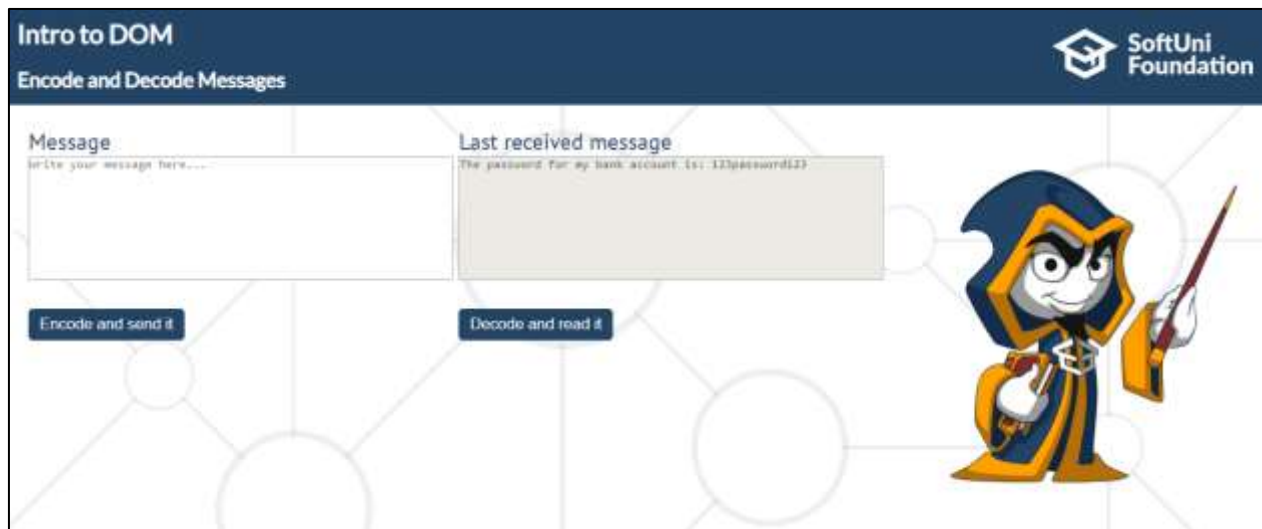 Intro to DOM
SoftUni
Foundation
Encode and Decode Messages
Message
Last received message
Write your message here...
The password for my bank account is: 123password123
Encode and send it
Decode and read it